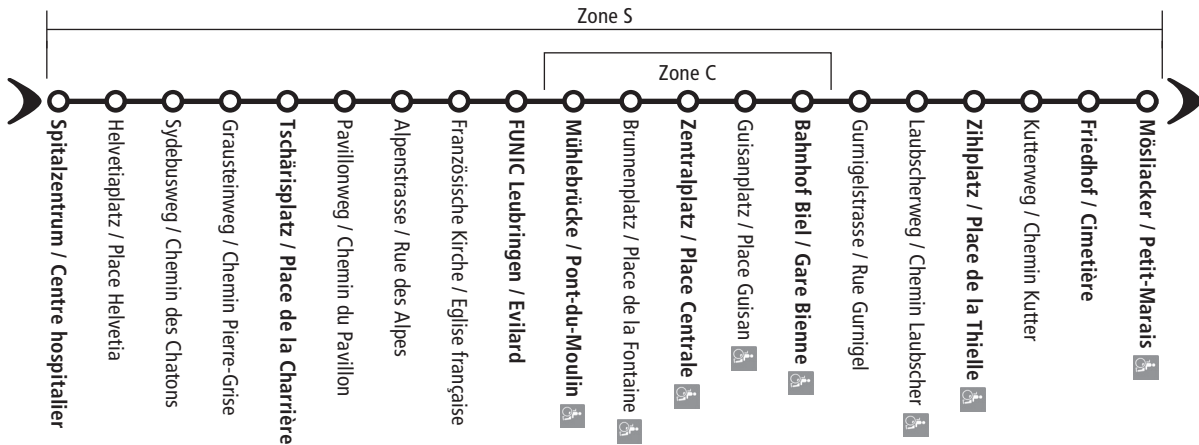 Zone S
Zone C
Spitalzentrum / Centre hospitalier
Helvetiaplatz / Place Helvetia
Sydebusweg / Chemin des Chatons
Grausteinweg / Chemin Pierre-Grise
Tschärisplatz / Place de la Charrière
Pavillonweg / Chemin du Pavillon
Alpenstrasse / Rue des Alpes
Französische Kirche / Eglise française
FUNIC Leubringen / Evilard
Mühlebrücke / Pont-du-Moulin
Brunnenplatz / Place de la Fontaine
Zentralplatz / Place Centrale
Guisanplatz / Place Guisan
Bahnhof Biel / Gare Bienne
Gurnigelstrasse / Rue Gurnigel
Laubscherweg / Chemin Laubscher
Zihlplatz / Place de la Thielle
Kutterweg / Chemin Kutter
Friedhof / Cimetière
Mösliacker / Petit-Marais